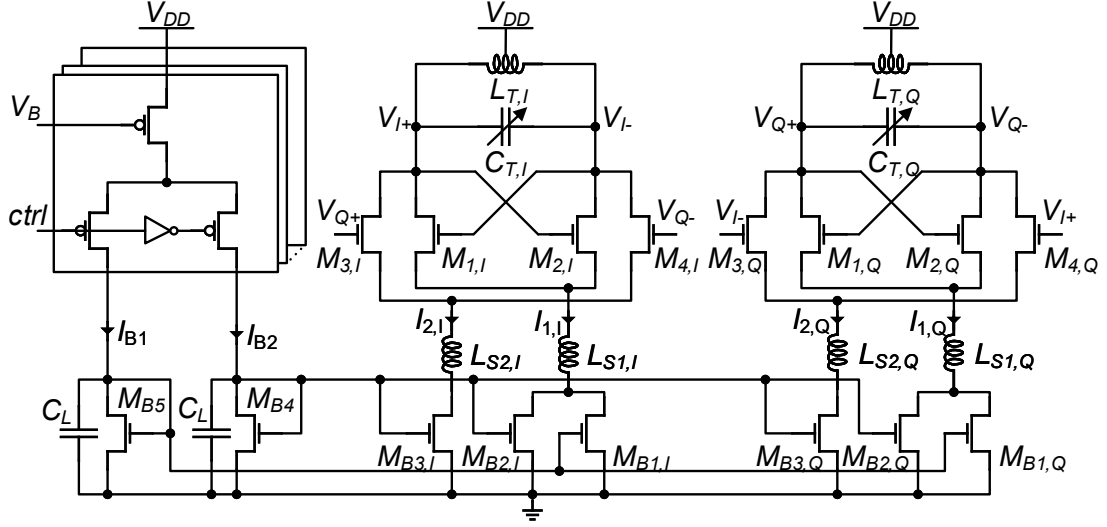 V_DD V_DD V_DD
V_B
L_T,I L_T,Q
V_I+ V_I- V_Q+ V_Q-
C_T,I C_T,Q
ctrl
V_Q+ V_Q- V_I- V_I+
M_3,I M_1,I M_2,I M_4,I M_3,Q M_1,Q M_2,Q M_4,Q
I_B1 I_B2 I_2,I I_1,I I_2,Q I_1,Q
L_S2,I L_S1,I L_S2,Q L_S1,Q
C_L M_B5 C_L M_B4
M_B3,I M_B2,I M_B1,I M_B3,Q M_B2,Q M_B1,Q